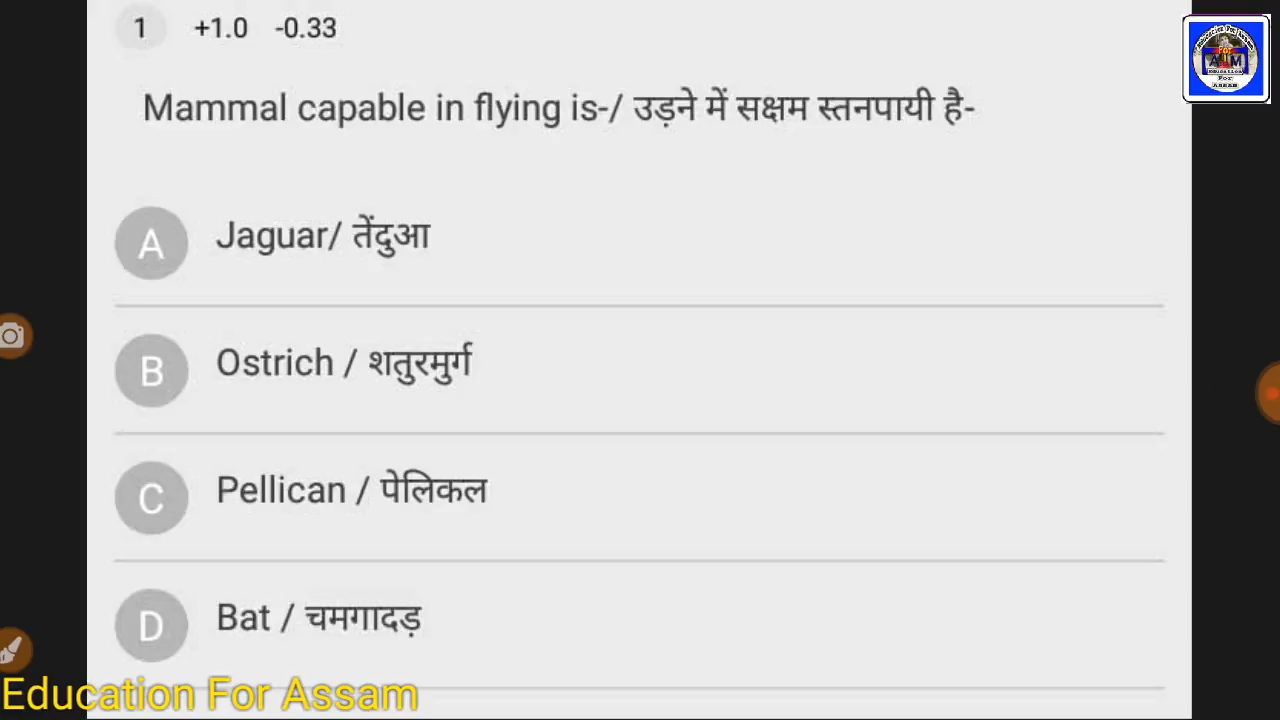 1 +1.0 -0.33
Mammal capable in flying is-/ उड़ने में सक्षम स्तनपायी है-
A Jaguar/ तेंदुआ
B Ostrich / शतुरमुर्ग
C Pellican / पेलिकल
D Bat / चमगादड़
Education For Assam